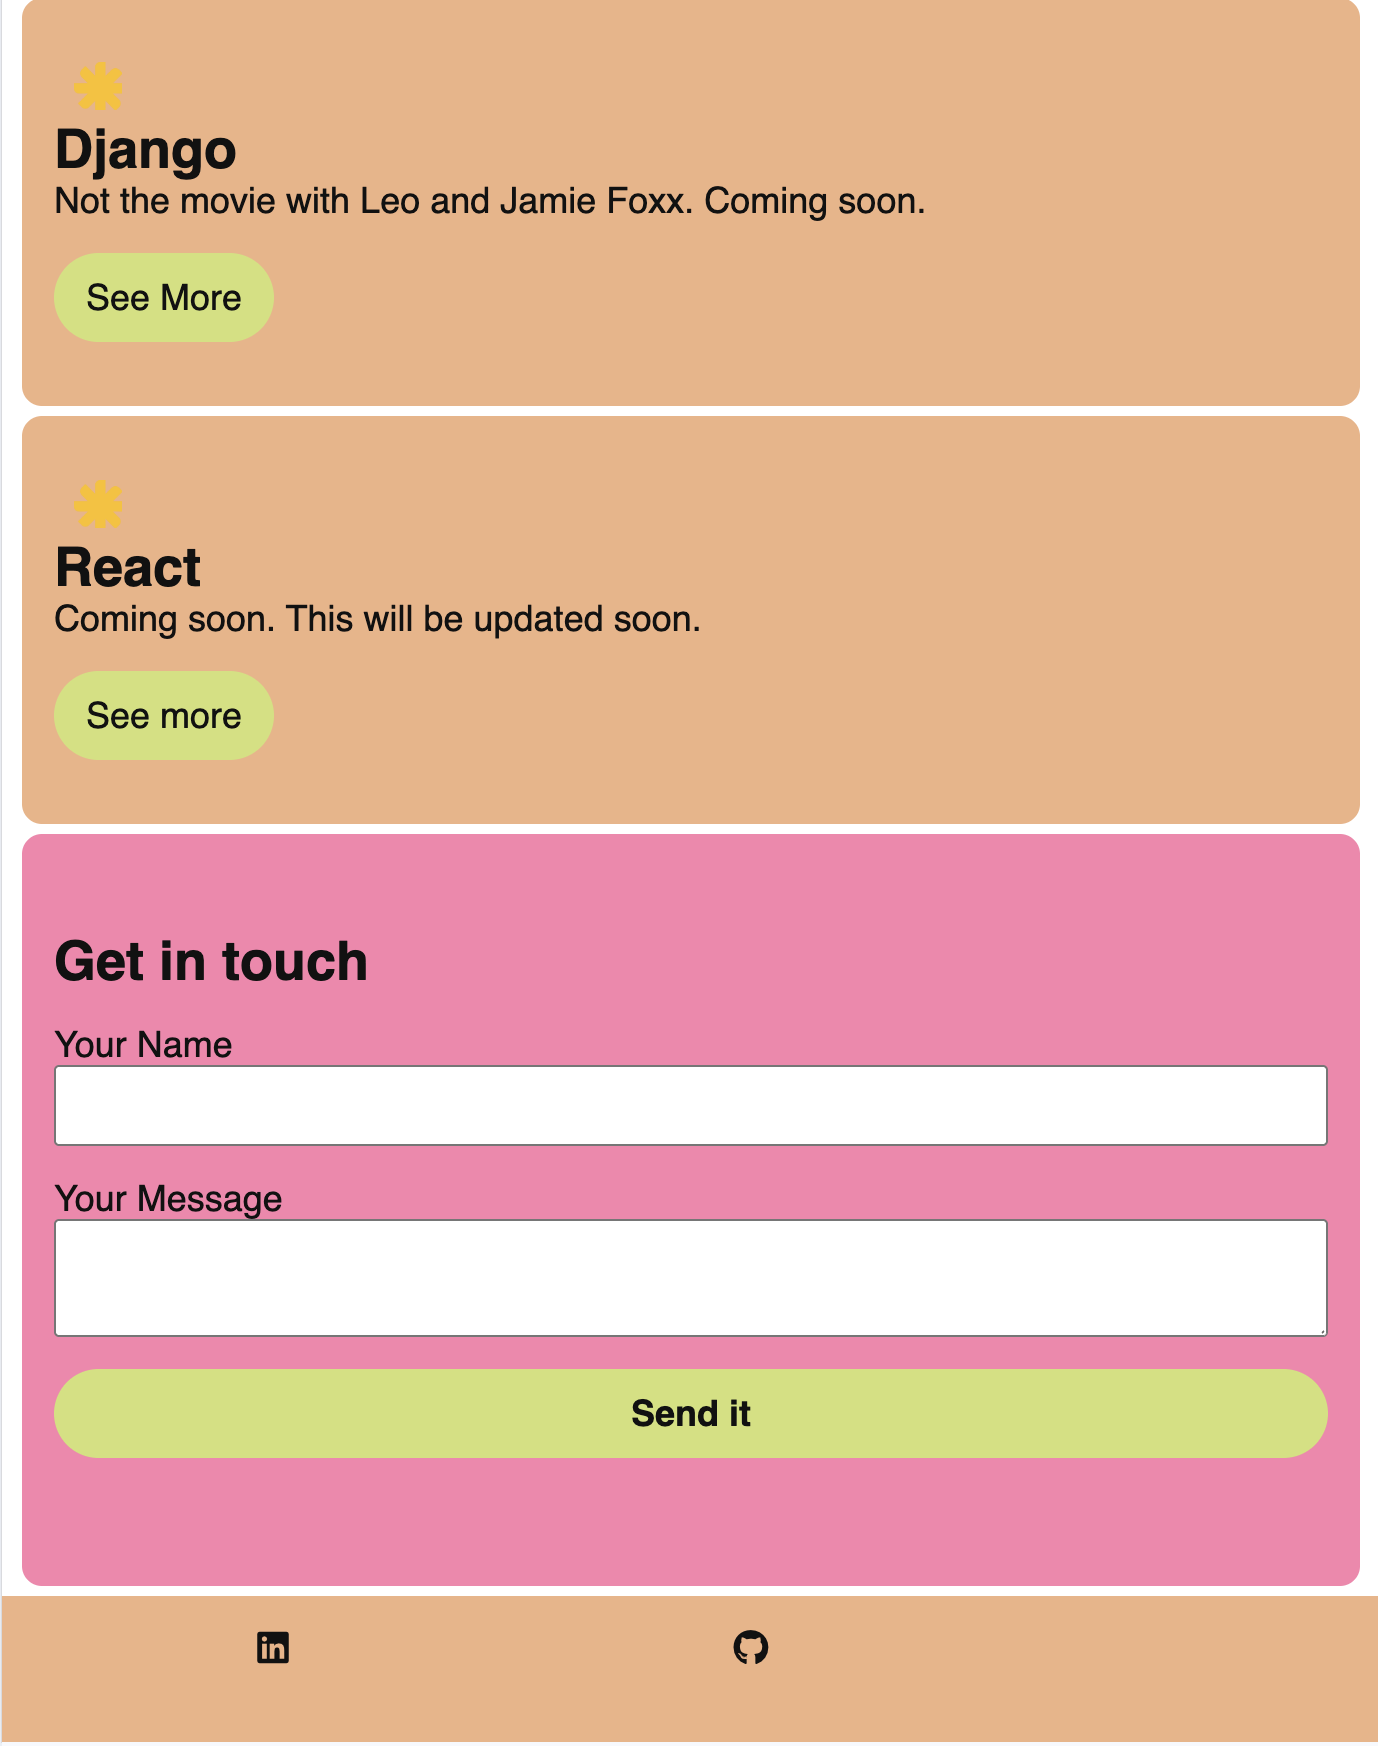 Django
Not the movie with Leo and Jamie Foxx. Coming soon.
See More
React
Coming soon. This will be updated soon.
See more
Get in touch
Your Name
Your Message
Send it
in